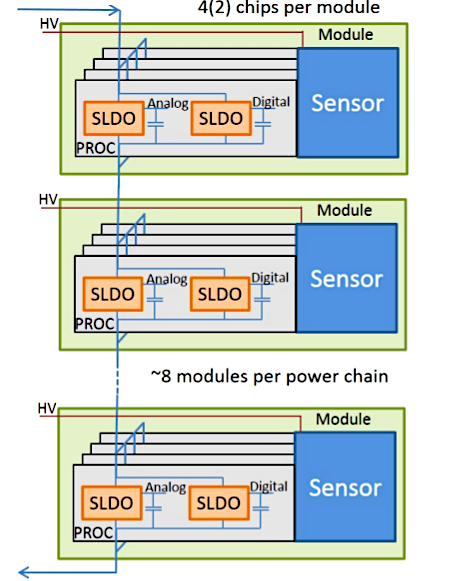 4(2) chips per module
HV
Module
Analog
Digital
SLDO
SLDO
Sensor
PROC
HV
Module
Analog
Digital
SLDO
SLDO
Sensor
PROC
~8 modules per power chain
HV
Module
Analog
Digital
SLDO
SLDO
Sensor
PROC